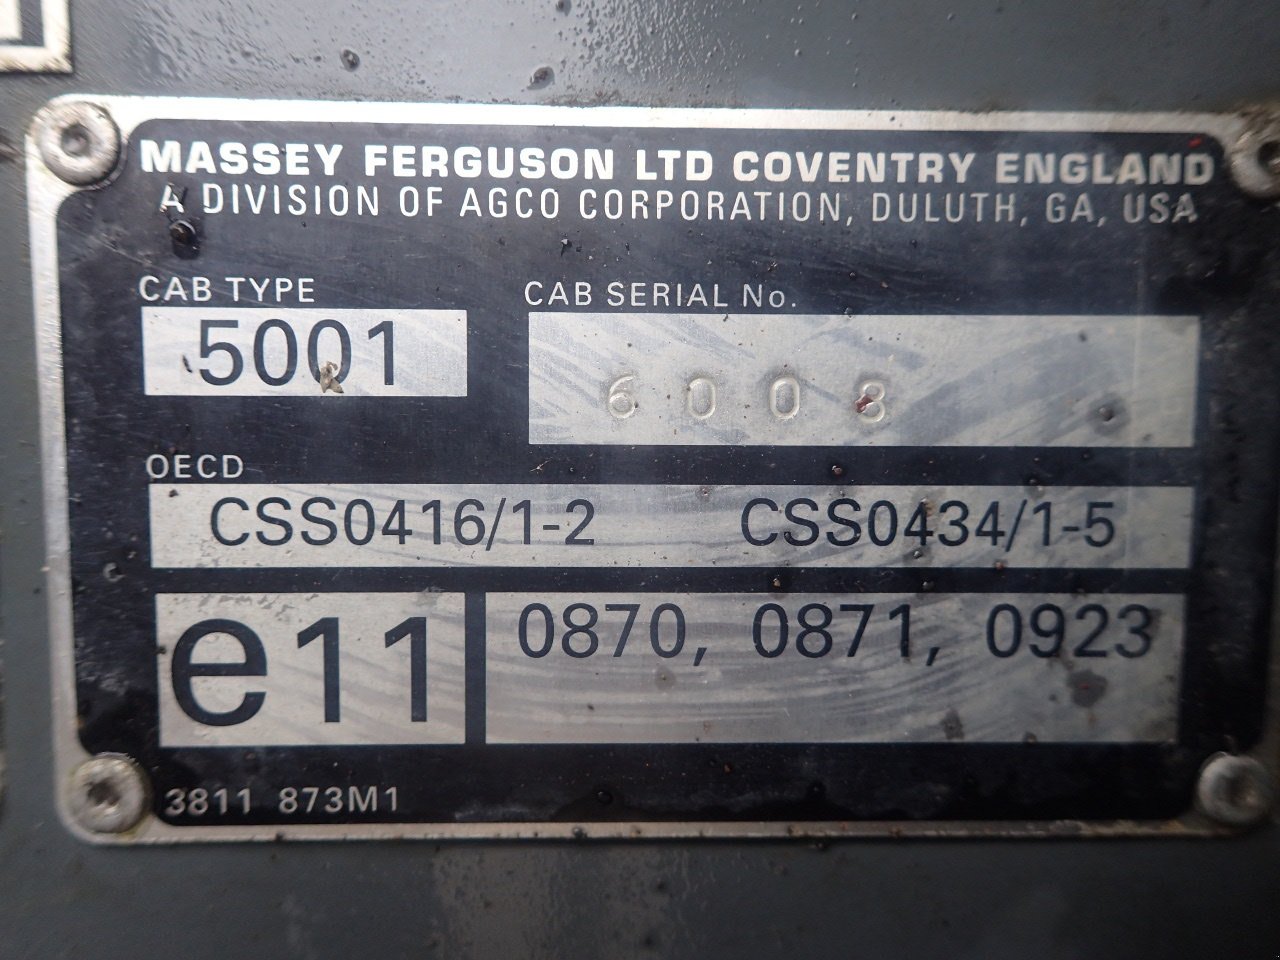 MASSEY FERGUSON LTD COVENTRY ENGLAND
A DIVISION OF AGCO CORPORATION, DULUTH, GA, USA
CAB TYPE
5001
CAB SERIAL No.
6008
OECD
CSS0416/1-2 CSS0434/1-5
e11 0870, 0871, 0923
3811 873M1